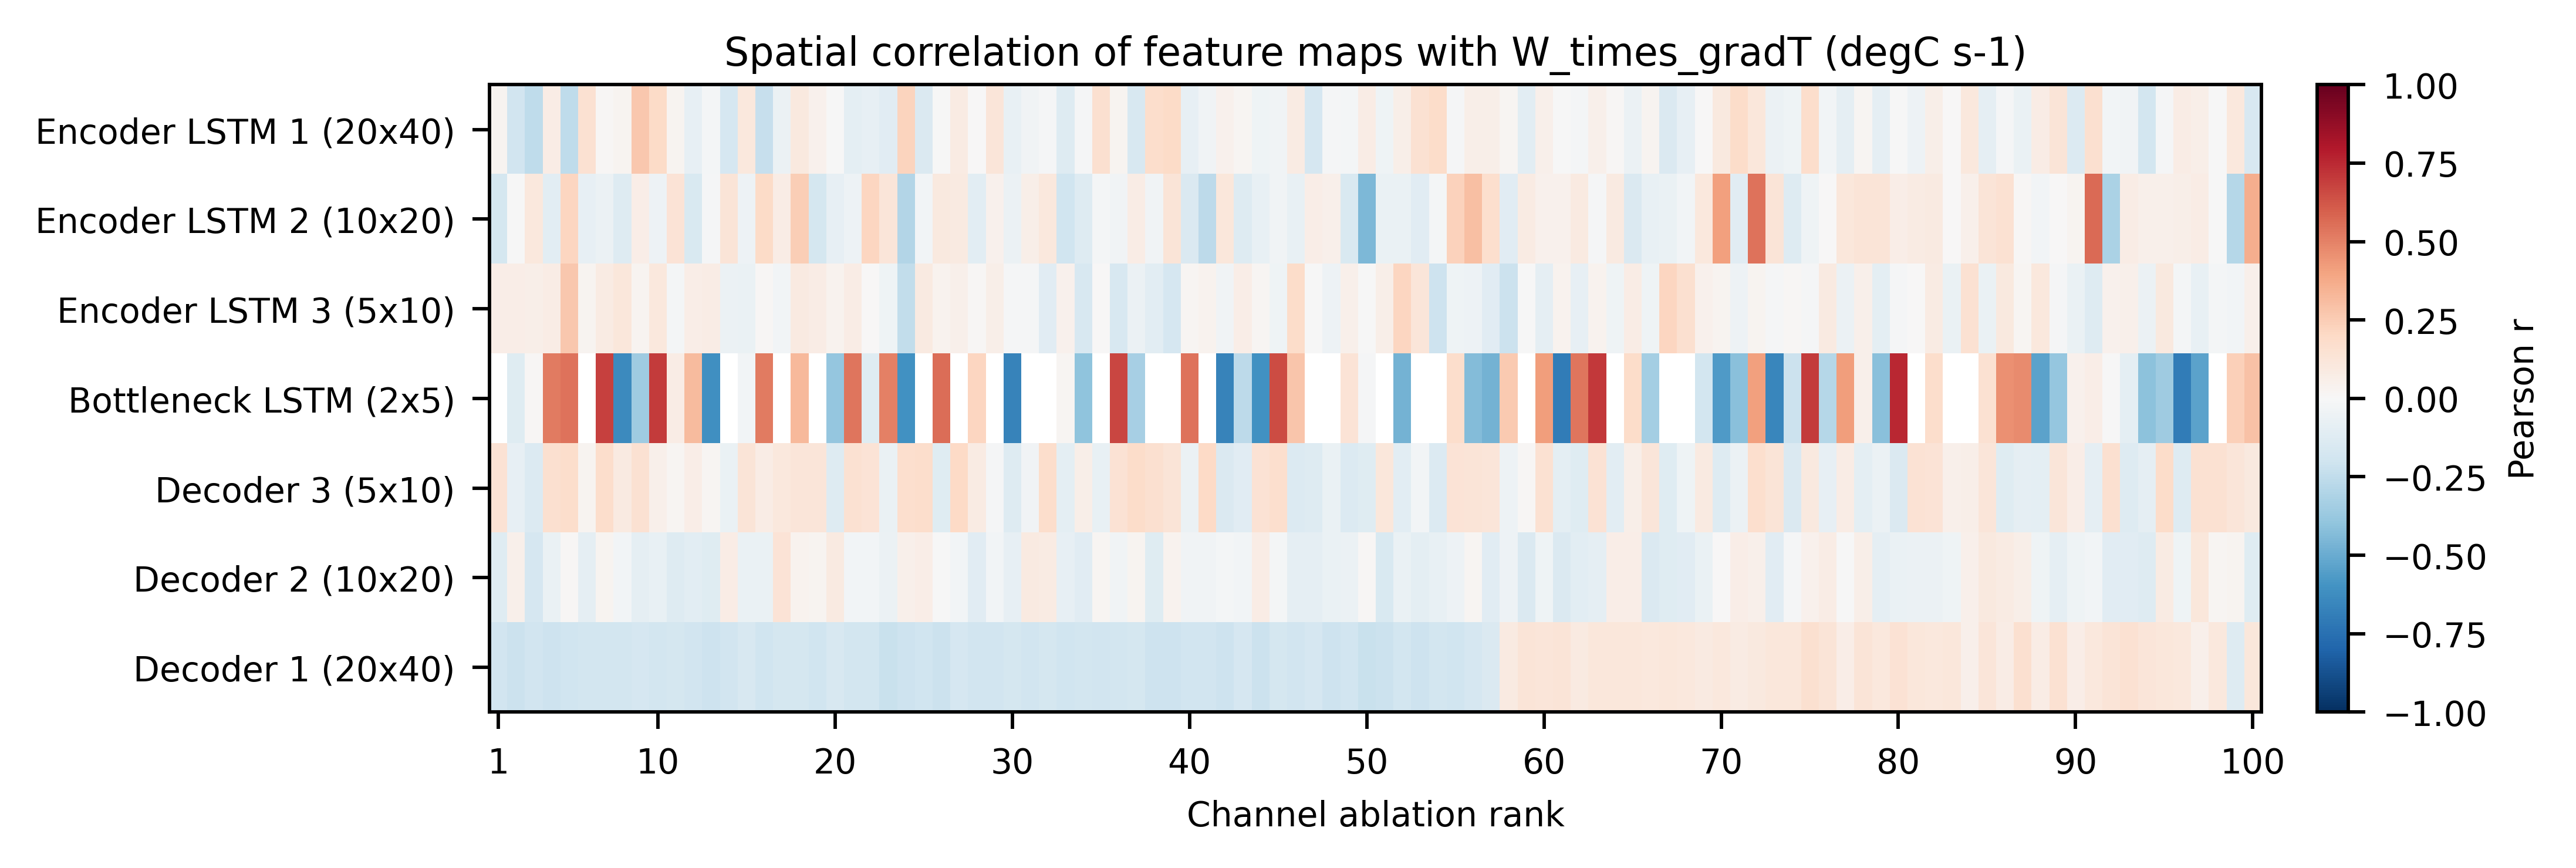 Spatial correlation of feature maps with W_times_gradT (degC s-1)
Encoder LSTM 1 (20x40)
Encoder LSTM 2 (10x20)
Encoder LSTM 3 (5x10)
Bottleneck LSTM (2x5)
Decoder 3 (5x10)
Decoder 2 (10x20)
Decoder 1 (20x40)
1 10 20 30 40 50 60 70 80 90 100
Channel ablation rank
1.00
0.75
0.50
0.25
0.00
−0.25
−0.50
−0.75
−1.00
Pearson r